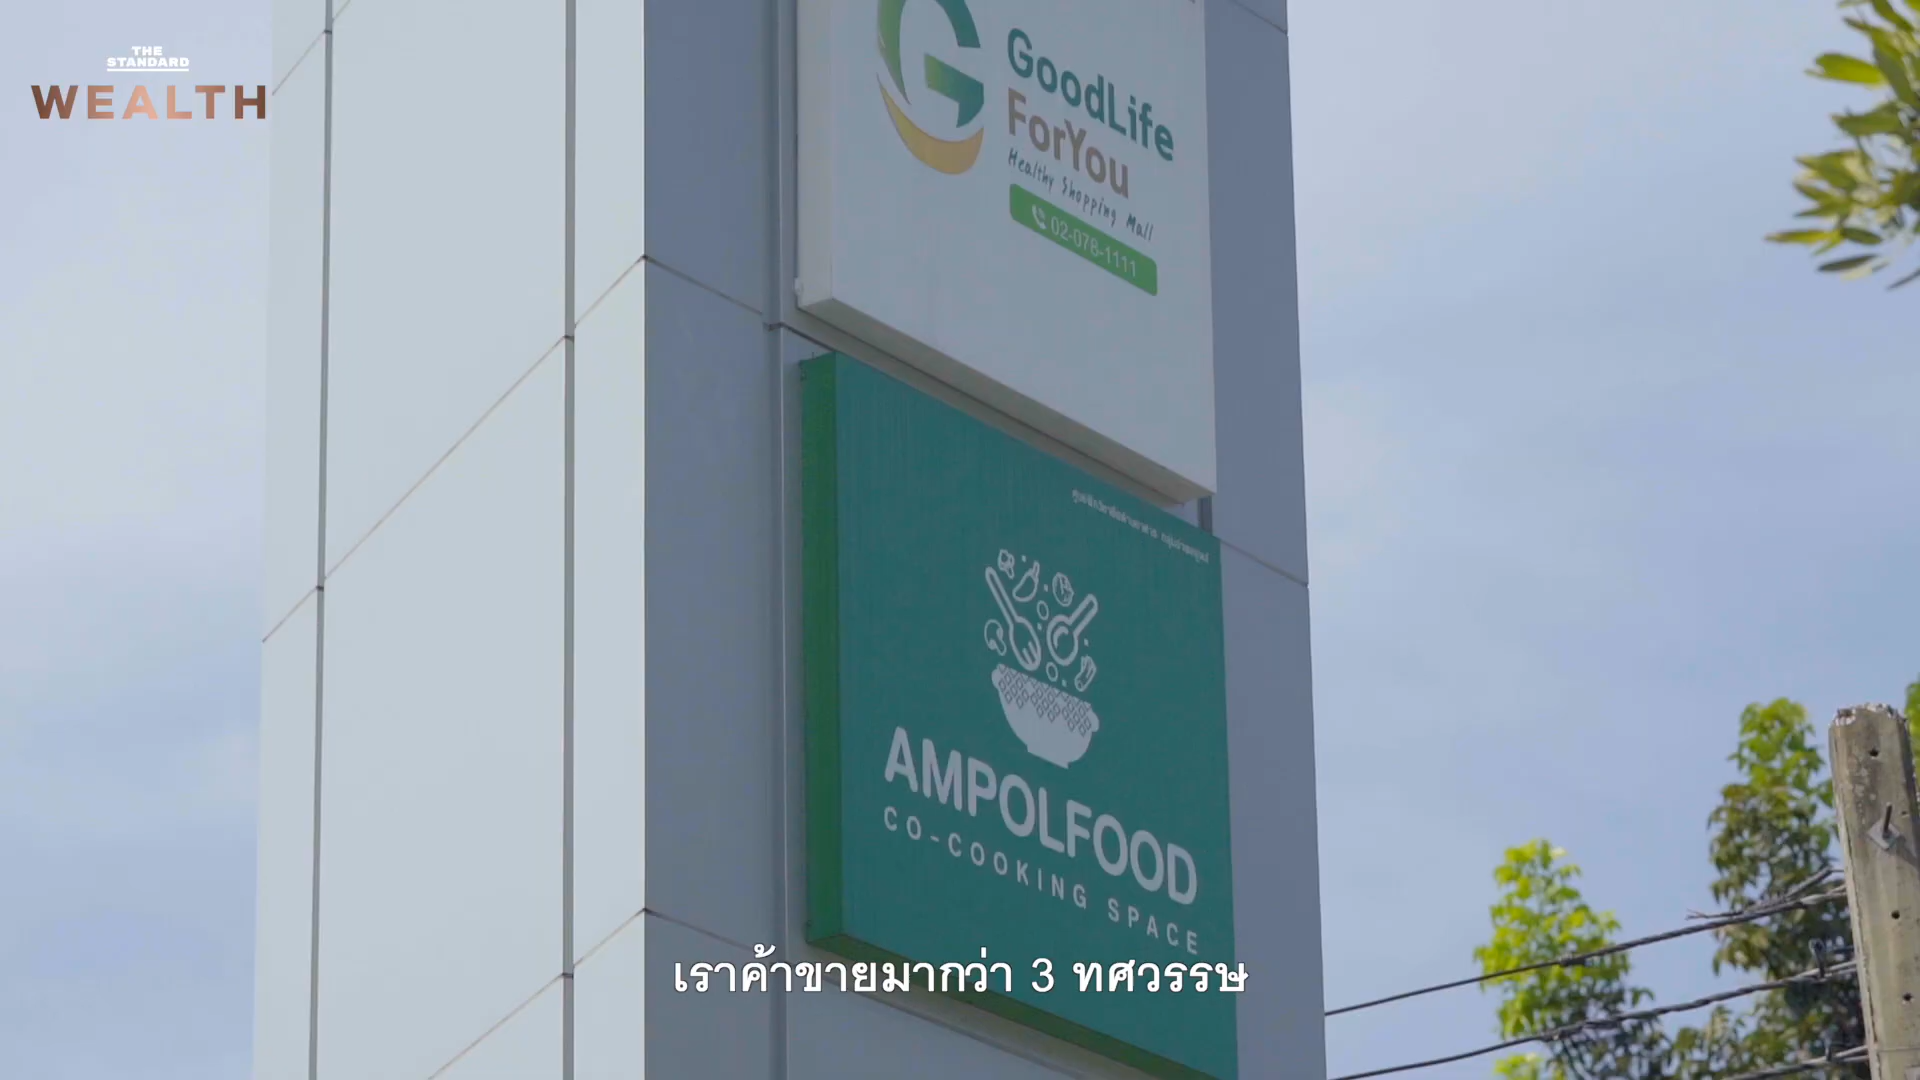 THE
STANDARD
WEALTH
GoodLife
ForYou
Healthy Shopping Mall
02-078-1111
AMPOLFOOD
CO-COOKING SPACE
เราค้าขายมากว่า 3 ทศวรรษ